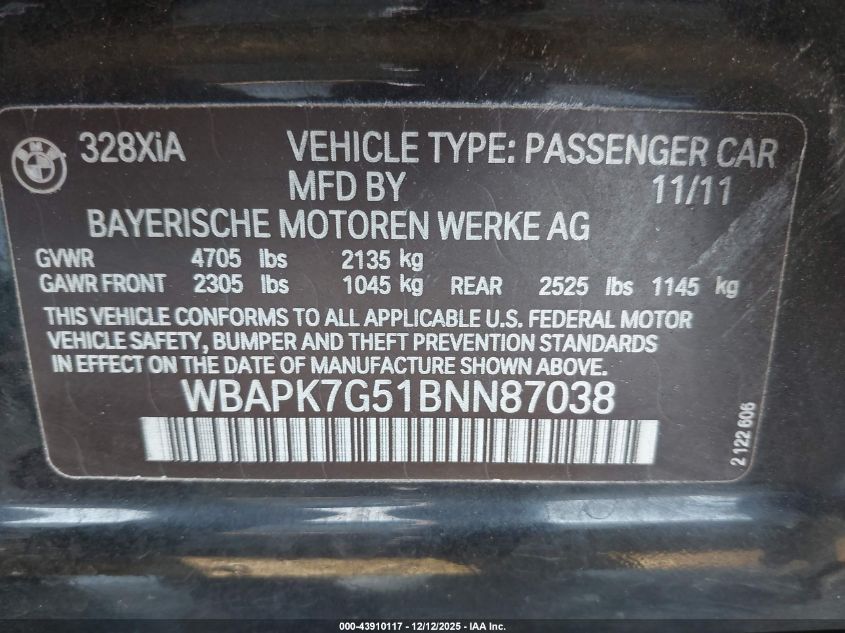 328XiA VEHICLE TYPE: PASSENGER CAR
MFD BY 11/11
BAYERISCHE MOTOREN WERKE AG
GVWR 4705 lbs 2135 kg
GAWR FRONT 2305 lbs 1045 kg REAR 2525 lbs 1145 kg
THIS VEHICLE CONFORMS TO ALL APPLICABLE U.S. FEDERAL MOTOR
VEHICLE SAFETY, BUMPER AND THEFT PREVENTION STANDARDS
IN EFFECT ON THE DATE OF MANUFACTURE SHOWN ABOVE.
WBAPK7G51BNN87038
2 122 606
000-43910117 - 12/12/2025 - IAA Inc.